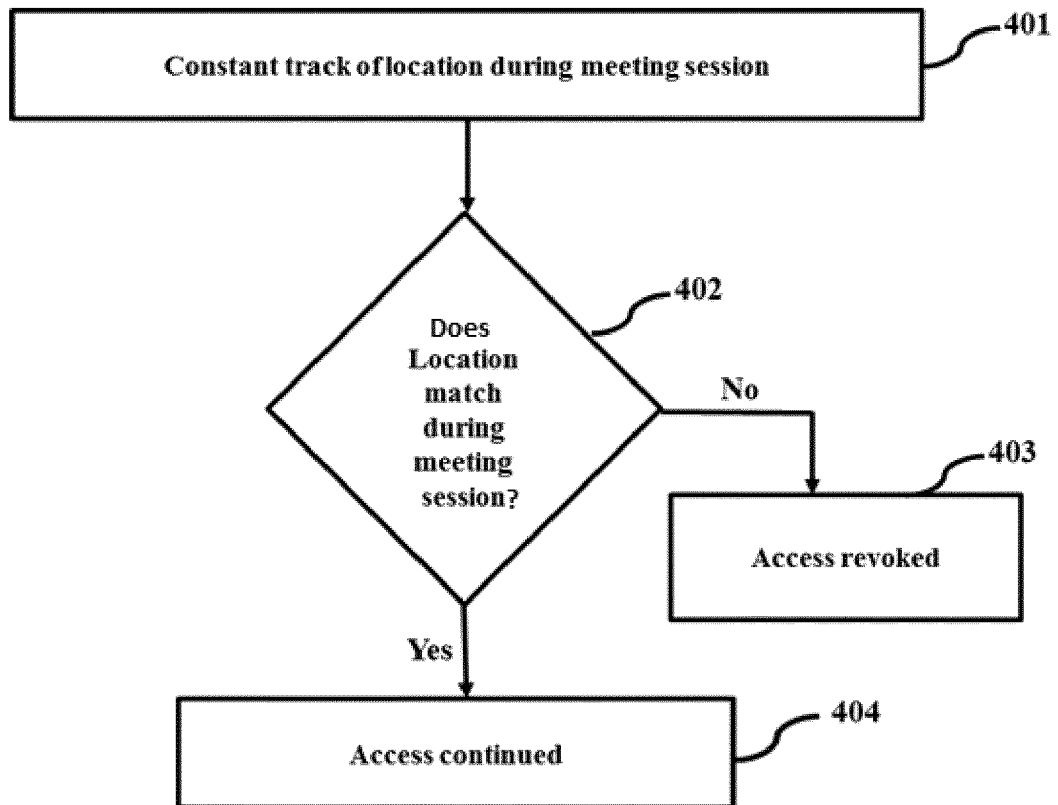 401
Constant track of location during meeting session
402
Does
Location
match
during
meeting
session?
No
403
Access revoked
Yes
404
Access continued